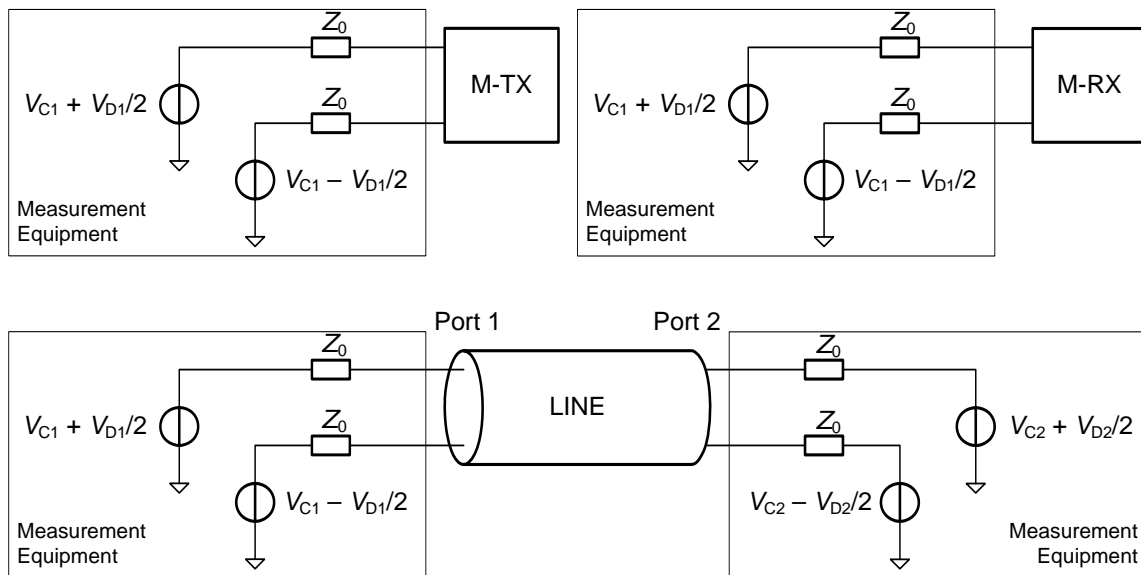 Z0
M-TX
VC1 + VD1/2
Z0
VC1 – VD1/2
Measurement
Equipment
Z0
M-RX
VC1 + VD1/2
Z0
VC1 – VD1/2
Measurement
Equipment
Port 1
Port 2
Z0
Z0
LINE
VC1 + VD1/2
Z0
Z0
VC2 + VD2/2
VC1 – VD1/2
VC2 – VD2/2
Measurement
Equipment
Measurement
Equipment